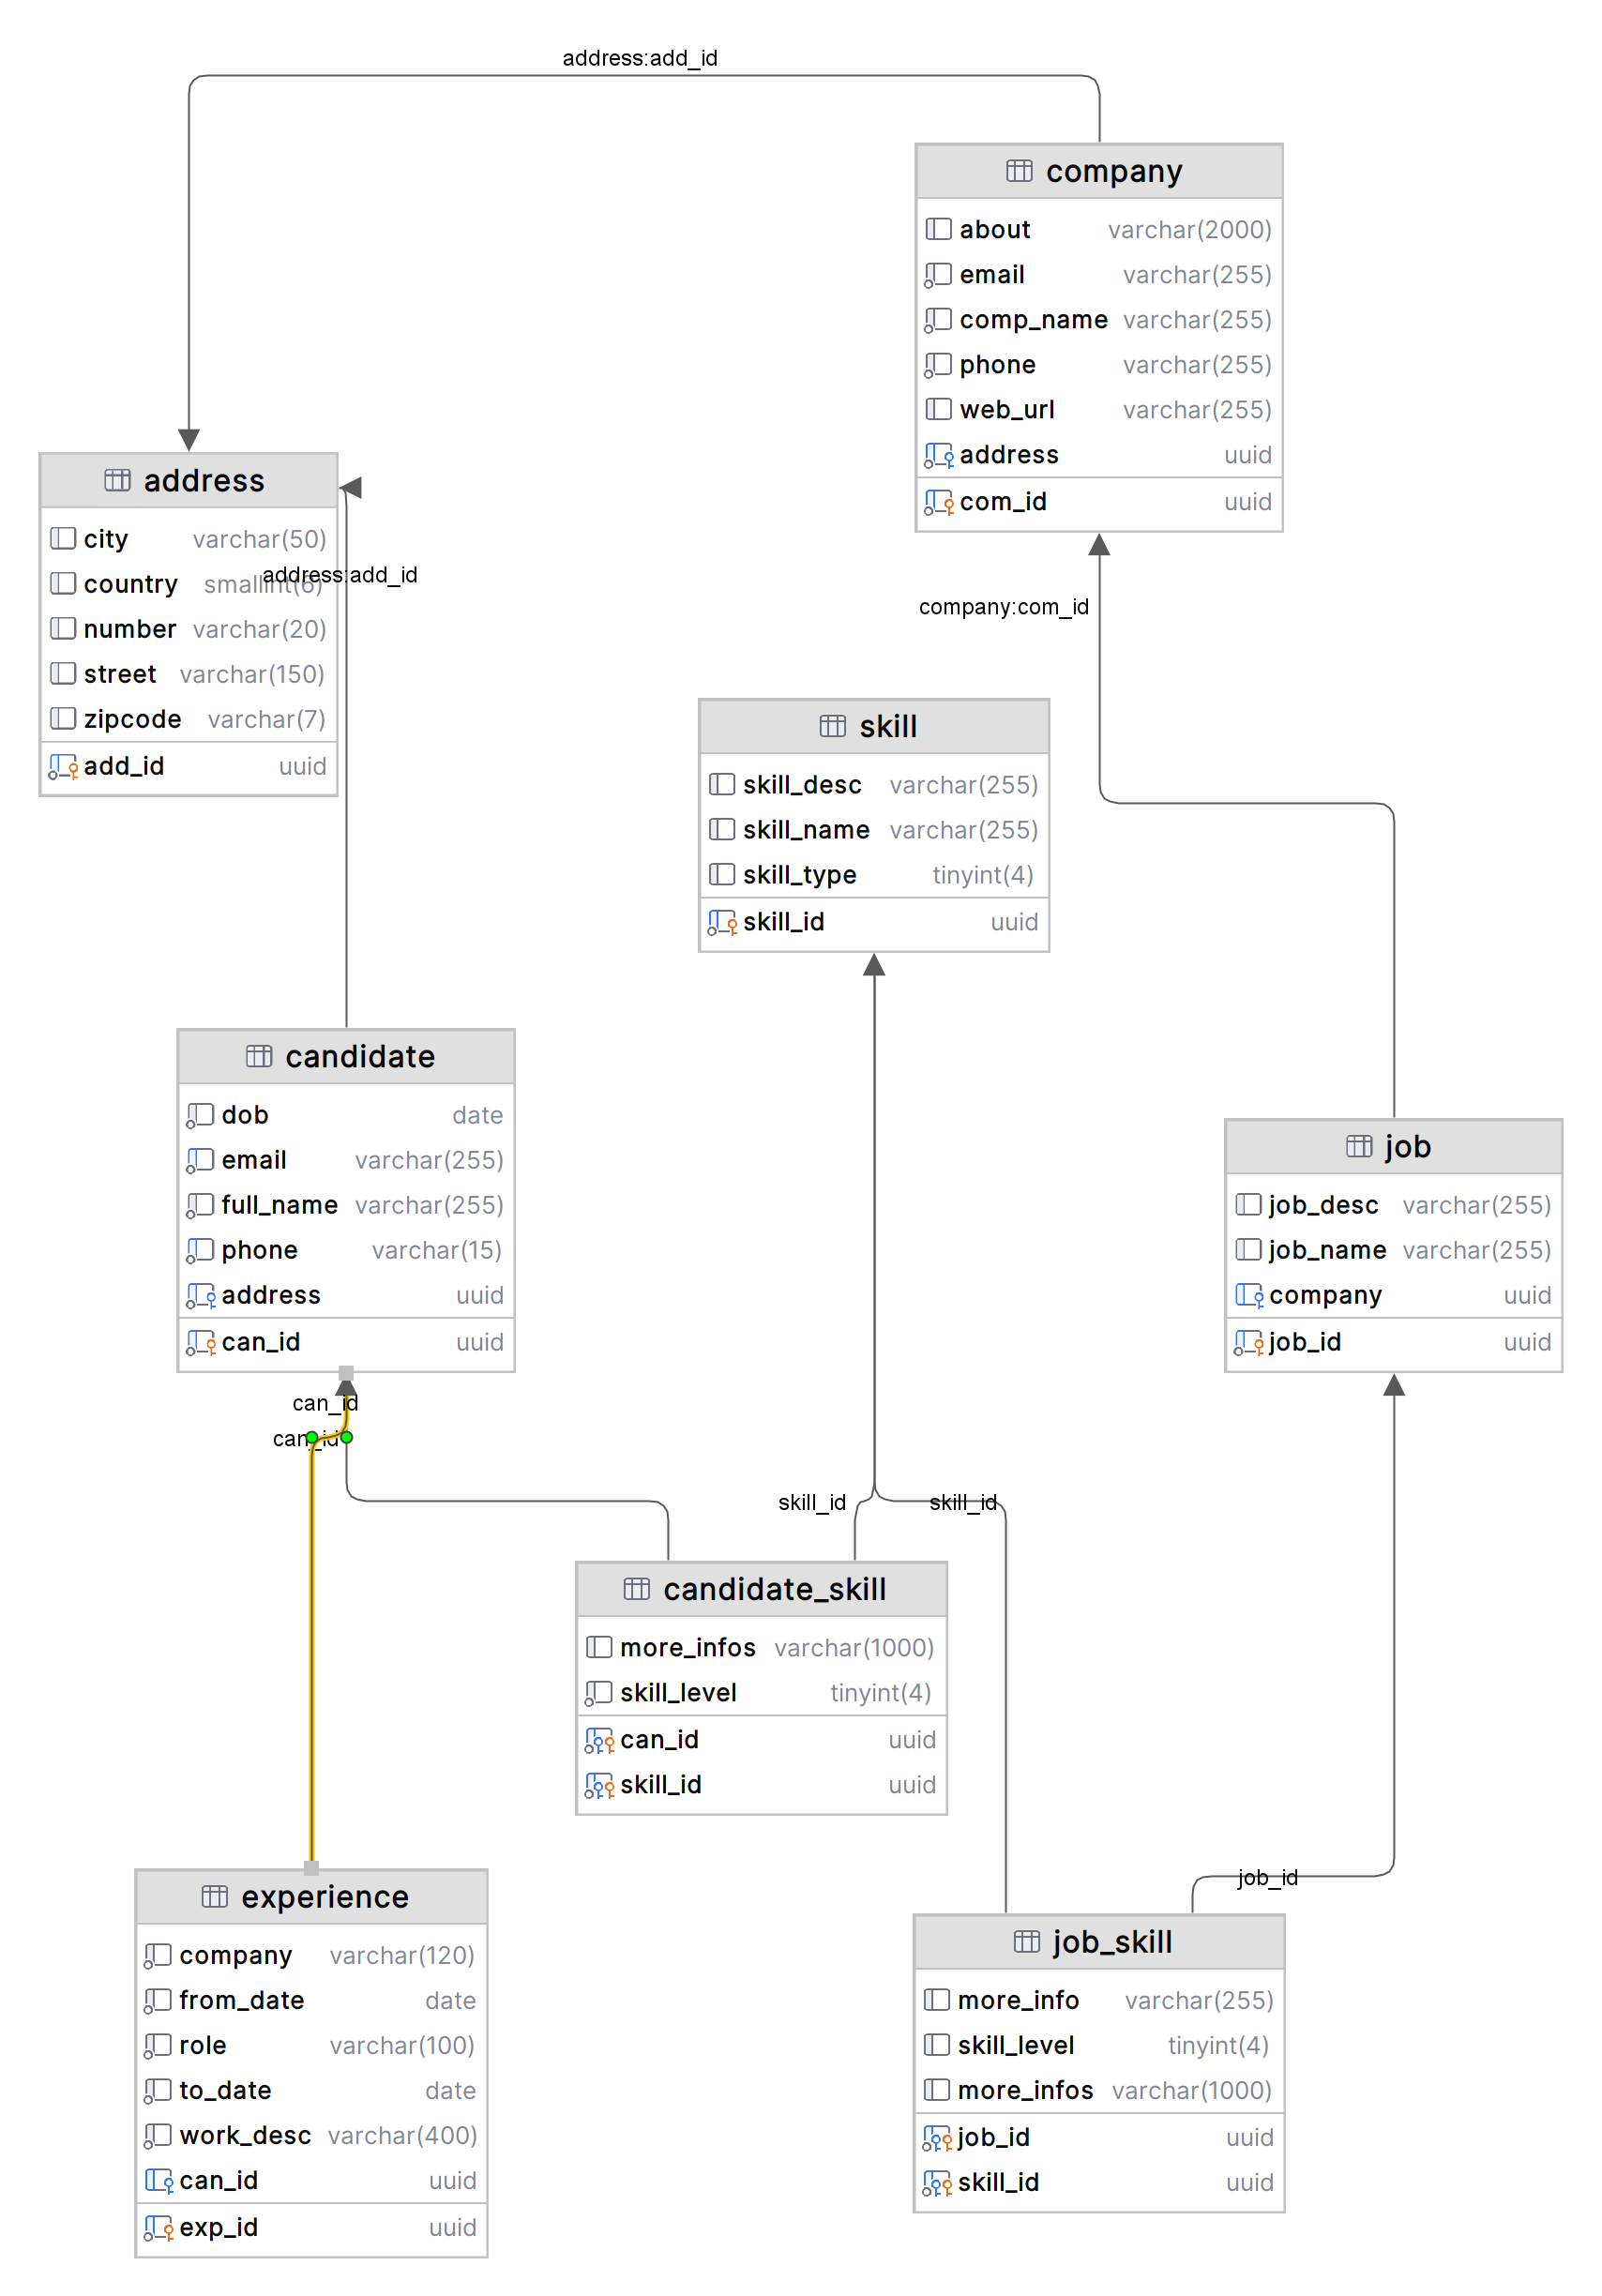 address:add_id
company
about varchar(2000)
email varchar(255)
comp_name varchar(255)
phone varchar(255)
web_url varchar(255)
address uuid
com_id uuid
address
city varchar(50)
country smallint(6)
number varchar(20)
street varchar(150)
zipcode varchar(7)
add_id uuid
address:add_id
company:com_id
skill
skill_desc varchar(255)
skill_name varchar(255)
skill_type tinyint(4)
skill_id uuid
candidate
dob date
email varchar(255)
full_name varchar(255)
phone varchar(15)
address uuid
can_id uuid
job
job_desc varchar(255)
job_name varchar(255)
company uuid
job_id uuid
can_id
can_id
skill_id
skill_id
candidate_skill
more_infos varchar(1000)
skill_level tinyint(4)
can_id uuid
skill_id uuid
experience
company varchar(120)
from_date date
role varchar(100)
to_date date
work_desc varchar(400)
can_id uuid
exp_id uuid
job_id
job_skill
more_info varchar(255)
skill_level tinyint(4)
more_infos varchar(1000)
job_id uuid
skill_id uuid